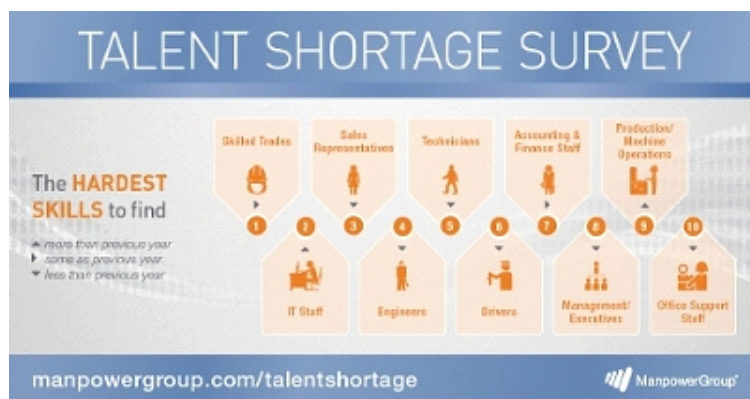 TALENT SHORTAGE SURVEY
The HARDEST
SKILLS to find
more than previous year
same as previous year
less than previous year
Skilled Trades
1
2
IT Staff
Sales
Representatives
3
4
Engineers
Technicians
5
6
Drivers
Accounting &
Finance Staff
7
8
Management/
Executives
Production/
Machine
Operations
9
10
Office Support
Staff
manpowergroup.com/talentshortage
ManpowerGroup